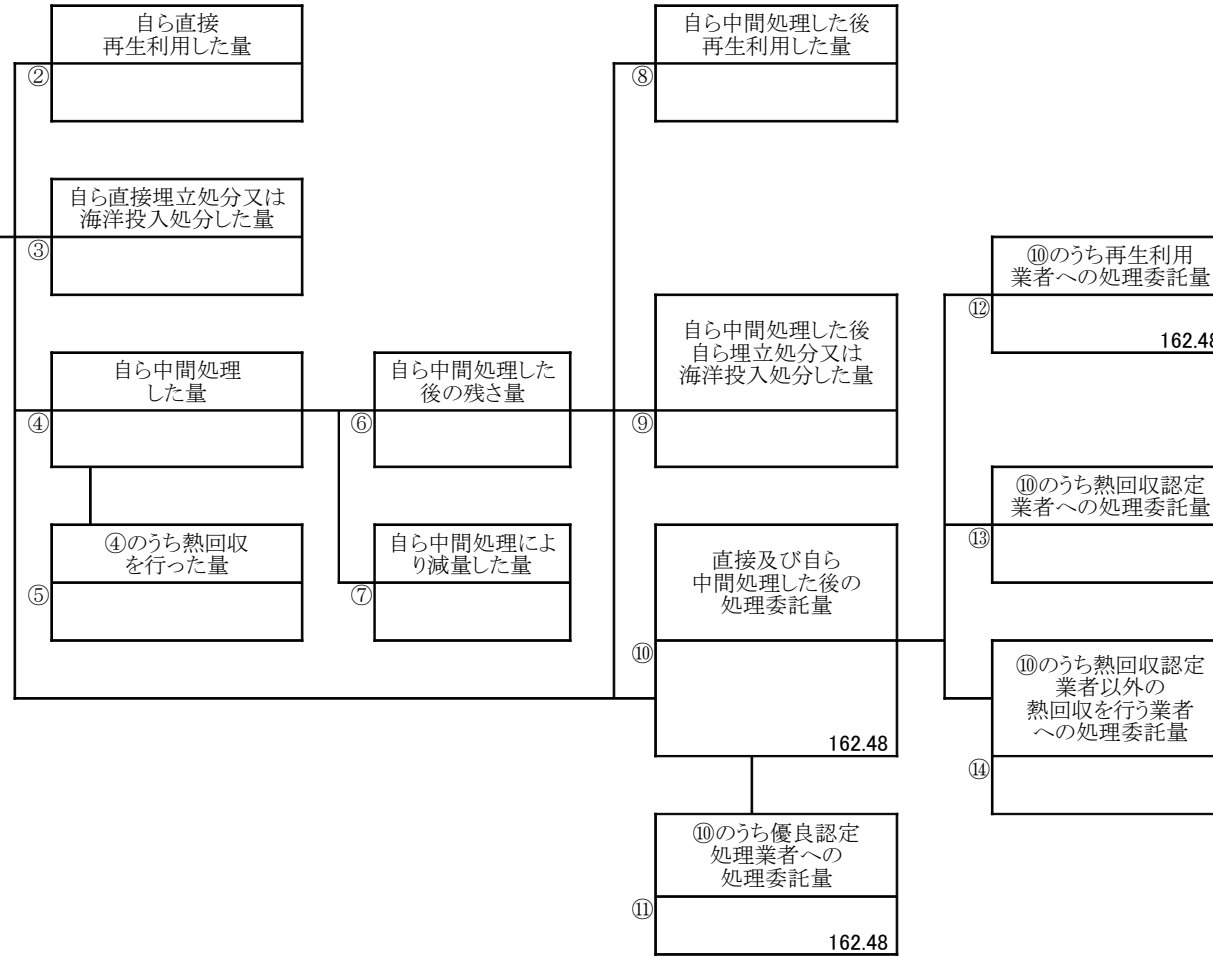 自ら直接
再生利用した量
②
自ら直接埋立処分又は
海洋投入処分した量
③
自ら中間処理
した量
④
④のうち熱回収
を行った量
⑤
自ら中間処理した
後の残さ量
⑥
自ら中間処理によ
り減量した量
⑦
自ら中間処理した後
再生利用した量
⑧
自ら中間処理した後
自ら埋立処分又は
海洋投入処分した量
⑨
直接及び自ら
中間処理した後の
処理委託量
⑩
162.48
⑩のうち優良認定
処理業者への
処理委託量
⑪
162.48
⑩のうち再生利用
業者への処理委託量
⑫
162.48
⑩のうち熱回収認定
業者への処理委託量
⑬
⑩のうち熱回収認定
業者以外の
熱回収を行う業者
への処理委託量
⑭